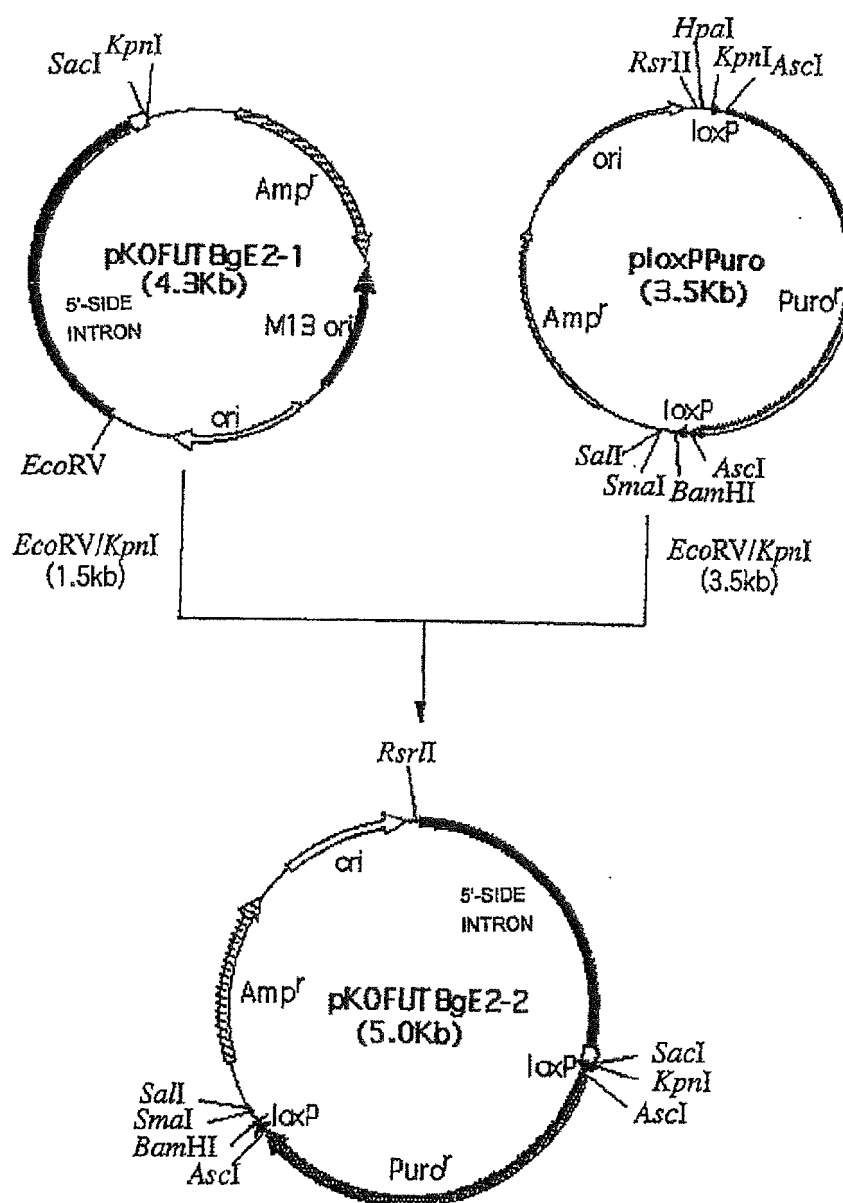 SacI
KpnI
Ampʳ
pKOFUT8gE2-1
(4.3Kb)
5'-SIDE
INTRON
M13 ori
ori
EcoRV
HpaI
RsrII
KpnI
AscI
loxP
ori
ploxPPuro
(3.5Kb)
Ampʳ
Puroʳ
loxP
SalI
SmaI
BamHI
AscI
EcoRV/KpnI
(1.5kb)
EcoRV/KpnI
(3.5kb)
RsrII
ori
5'-SIDE
INTRON
Ampʳ
pKOFUT8gE2-2
(5.0Kb)
loxP
SacI
KpnI
AscI
SalI
SmaI
BamHI
AscI
loxP
Puroʳ